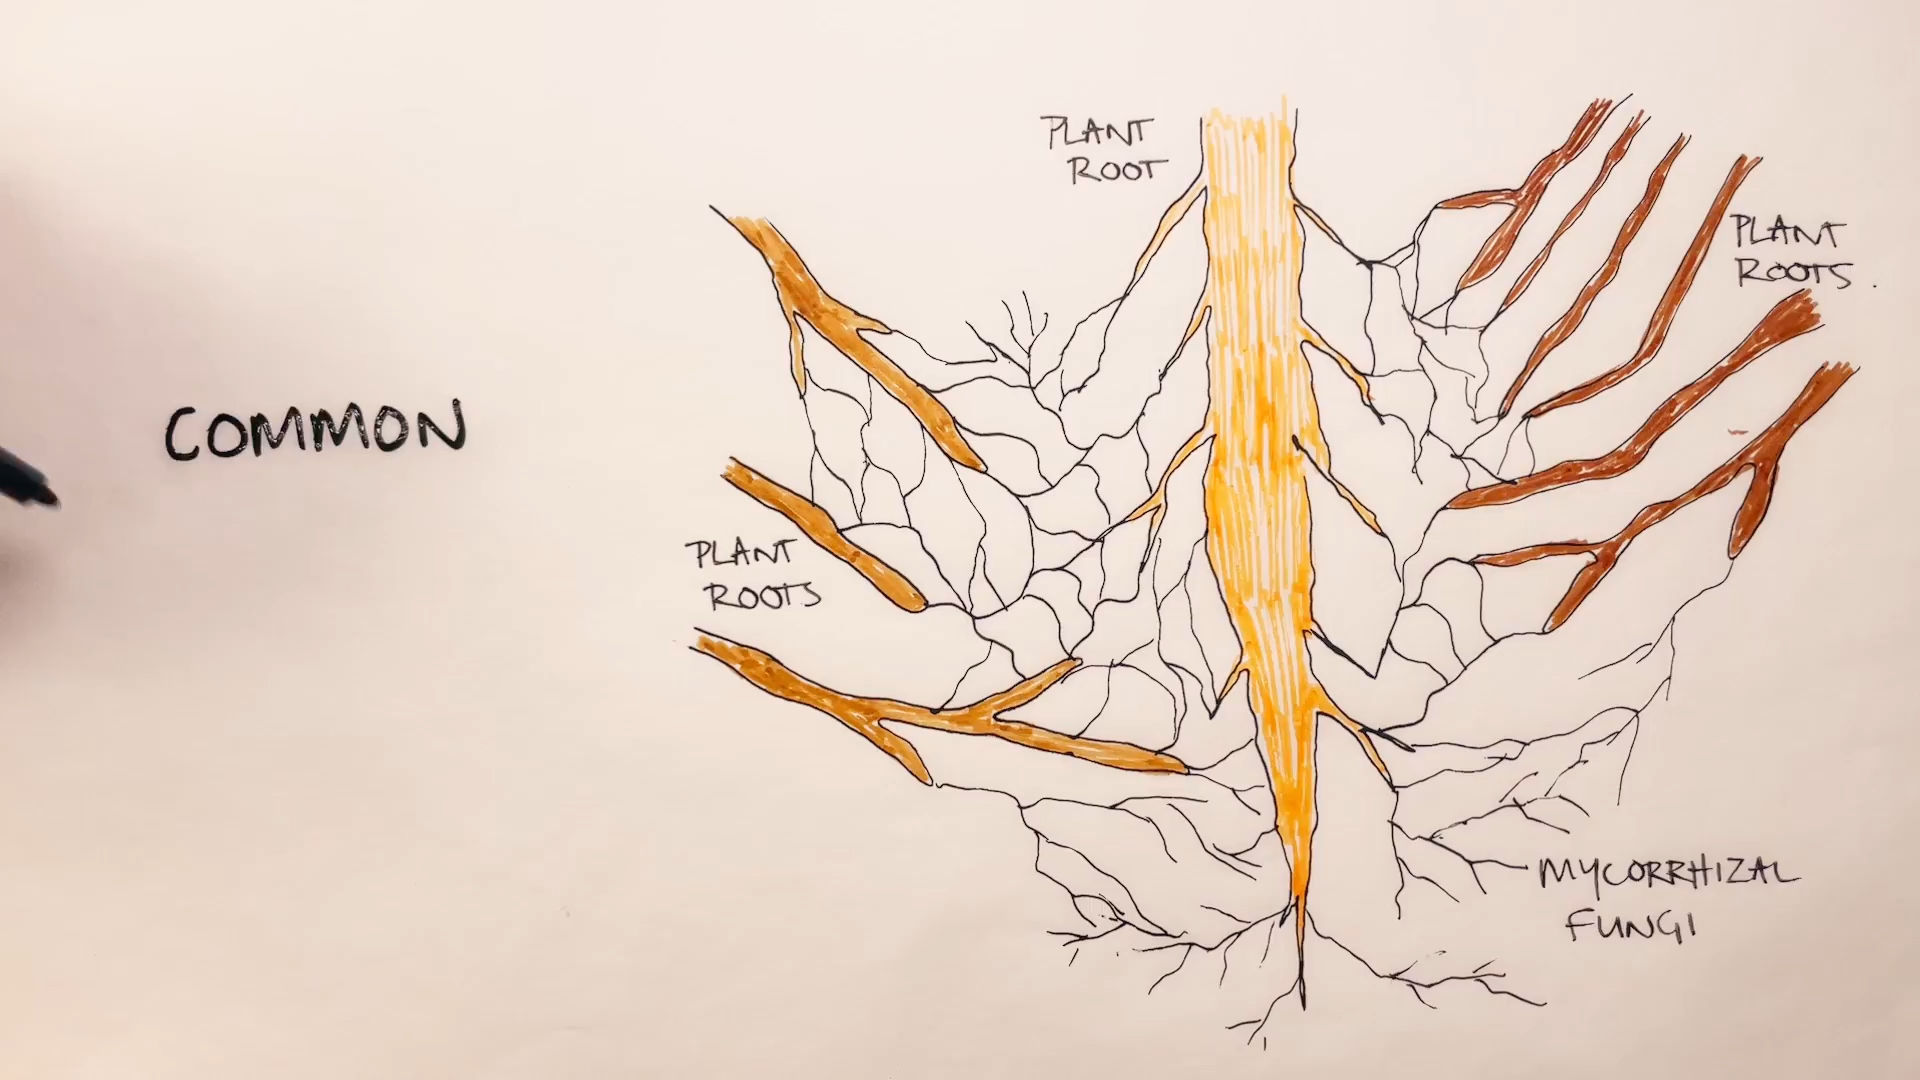 COMMON
PLANT
ROOT
PLANT
ROOTS
PLANT
ROOTS
MYCORRHIZAL
FUNGI